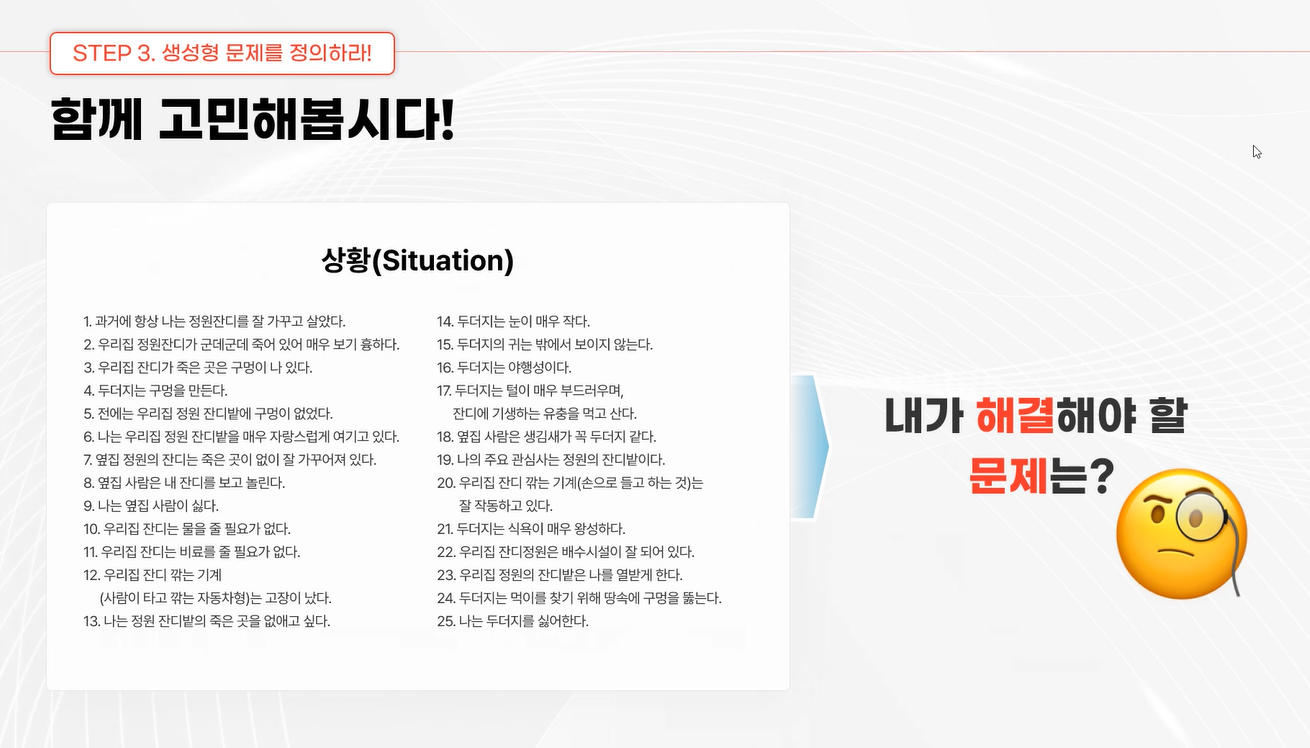 STEP 3. 생성형 문제를 정의하라!
함께 고민해봅시다!
상황(Situation)
1. 과거에 항상 나는 정원잔디를 잘 가꾸고 살았다.
2. 우리집 정원잔디가 군데군데 죽어 있어 매우 보기 흉하다.
3. 우리집 잔디가 죽은 곳은 구멍이 나 있다.
4. 두더지는 구멍을 만든다.
5. 전에는 우리집 정원 잔디밭에 구멍이 없었다.
6. 나는 우리집 정원 잔디밭을 매우 자랑스럽게 여기고 있다.
7. 옆집 정원의 잔디는 죽은 곳이 없이 잘 가꾸어져 있다.
8. 옆집 사람은 내 잔디를 보고 놀린다.
9. 나는 옆집 사람이 싫다.
10. 우리집 잔디는 물을 줄 필요가 없다.
11. 우리집 잔디는 비료를 줄 필요가 없다.
12. 우리집 잔디 깎는 기계
(사람이 타고 깎는 자동차형)는 고장이 났다.
13. 나는 정원 잔디밭의 죽은 곳을 없애고 싶다.
14. 두더지는 눈이 매우 작다.
15. 두더지의 귀는 밖에서 보이지 않는다.
16. 두더지는 야행성이다.
17. 두더지는 털이 매우 부드러우며,
잔디에 기생하는 유충을 먹고 산다.
18. 옆집 사람은 생김새가 꼭 두더지 같다.
19. 나의 주요 관심사는 정원의 잔디밭이다.
20. 우리집 잔디 깎는 기계(손으로 들고 하는 것)는
잘 작동하고 있다.
21. 두더지는 식욕이 매우 왕성하다.
22. 우리집 잔디정원은 배수시설이 잘 되어 있다.
23. 우리집 정원의 잔디밭은 나를 열받게 한다.
24. 두더지는 먹이를 찾기 위해 땅속에 구멍을 뚫는다.
25. 나는 두더지를 싫어한다.
내가 해결해야 할
문제는?